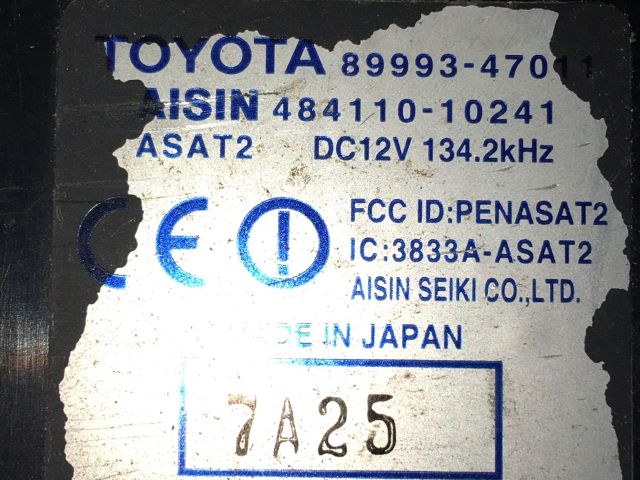 TOYOTA 89993-47011
AISIN 484110-10241
ASAT2 DC12V 134.2kHz
CE
FCC ID:PENASAT2
IC:3833A-ASAT2
AISIN SEIKI CO.,LTD.
MADE IN JAPAN
7A25